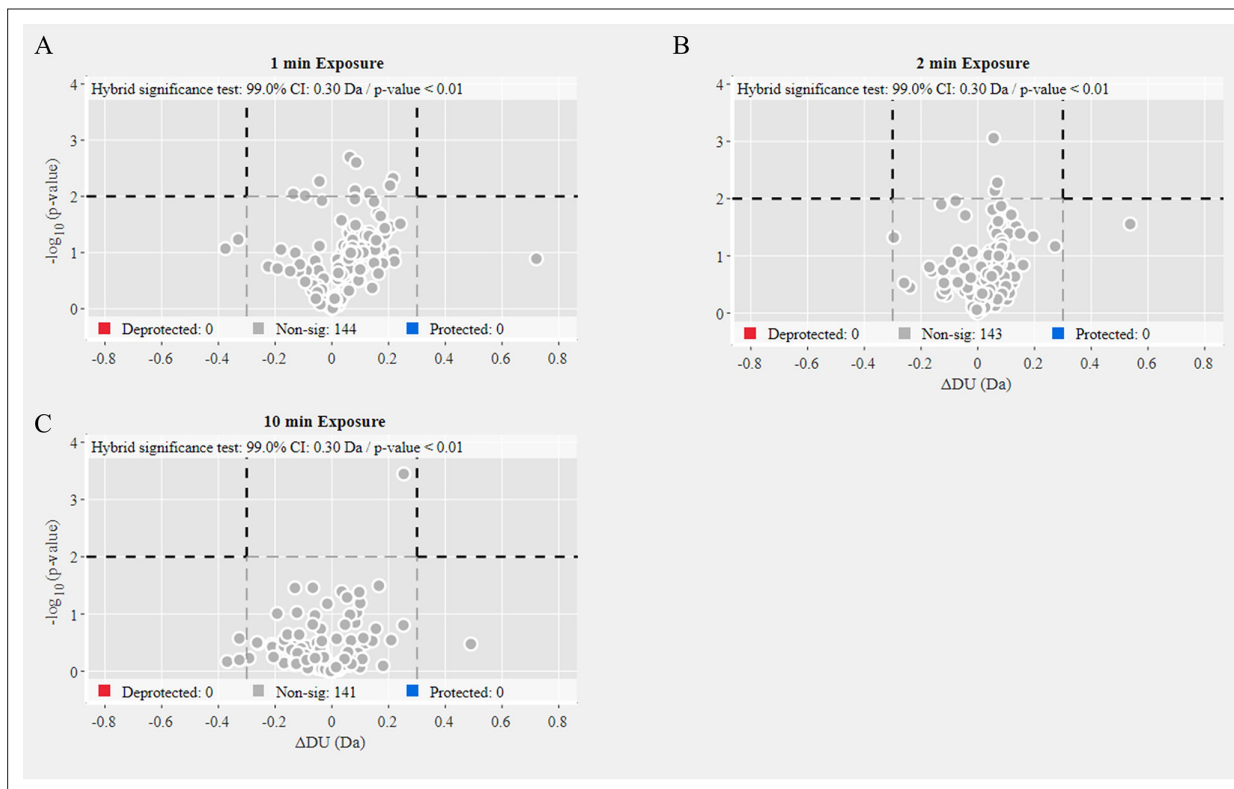 A
1 min Exposure
Hybrid significance test: 99.0% CI: 0.30 Da / p-value < 0.01
4
3
2
1
0
-log10(p-value)
Deprotected: 0 Non-sig: 144 Protected: 0
-0.8 -0.6 -0.4 -0.2 0 0.2 0.4 0.6 0.8
B
2 min Exposure
Hybrid significance test: 99.0% CI: 0.30 Da / p-value < 0.01
4
3
2
1
0
Deprotected: 0 Non-sig: 143 Protected: 0
-0.8 -0.6 -0.4 -0.2 0 0.2 0.4 0.6 0.8
ΔDU (Da)
C
10 min Exposure
Hybrid significance test: 99.0% CI: 0.30 Da / p-value < 0.01
4
3
2
1
0
-log10(p-value)
Deprotected: 0 Non-sig: 141 Protected: 0
-0.8 -0.6 -0.4 -0.2 0 0.2 0.4 0.6 0.8
ΔDU (Da)